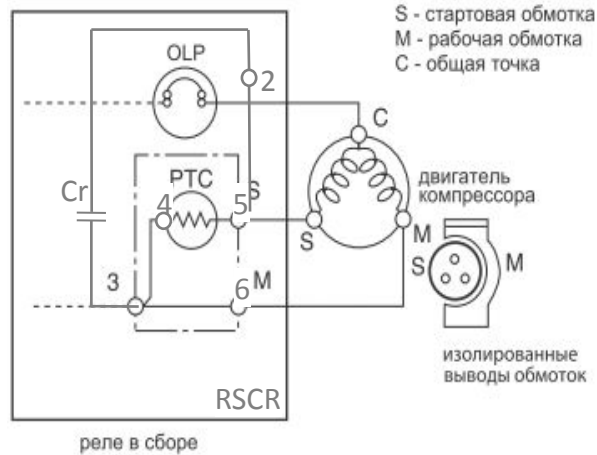 S - стартовая обмотка
M - рабочая обмотка
C - общая точка
OLP
2
C
Cr
PTC
4
5
S
S
M
двигатель
компрессора
3
6
M
S
M
RSCR
изолированные
выводы обмоток
реле в сборе